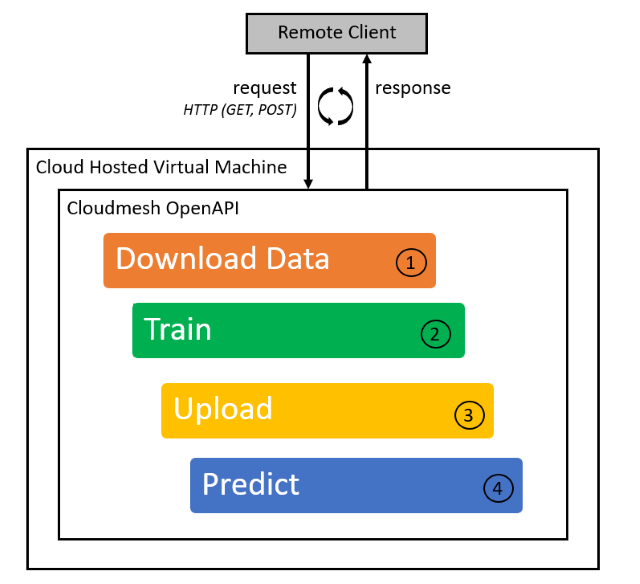 Remote Client
request
HTTP (GET, POST)
response
Cloud Hosted Virtual Machine
Cloudmesh OpenAPI
Download Data 1
Train 2
Upload 3
Predict 4